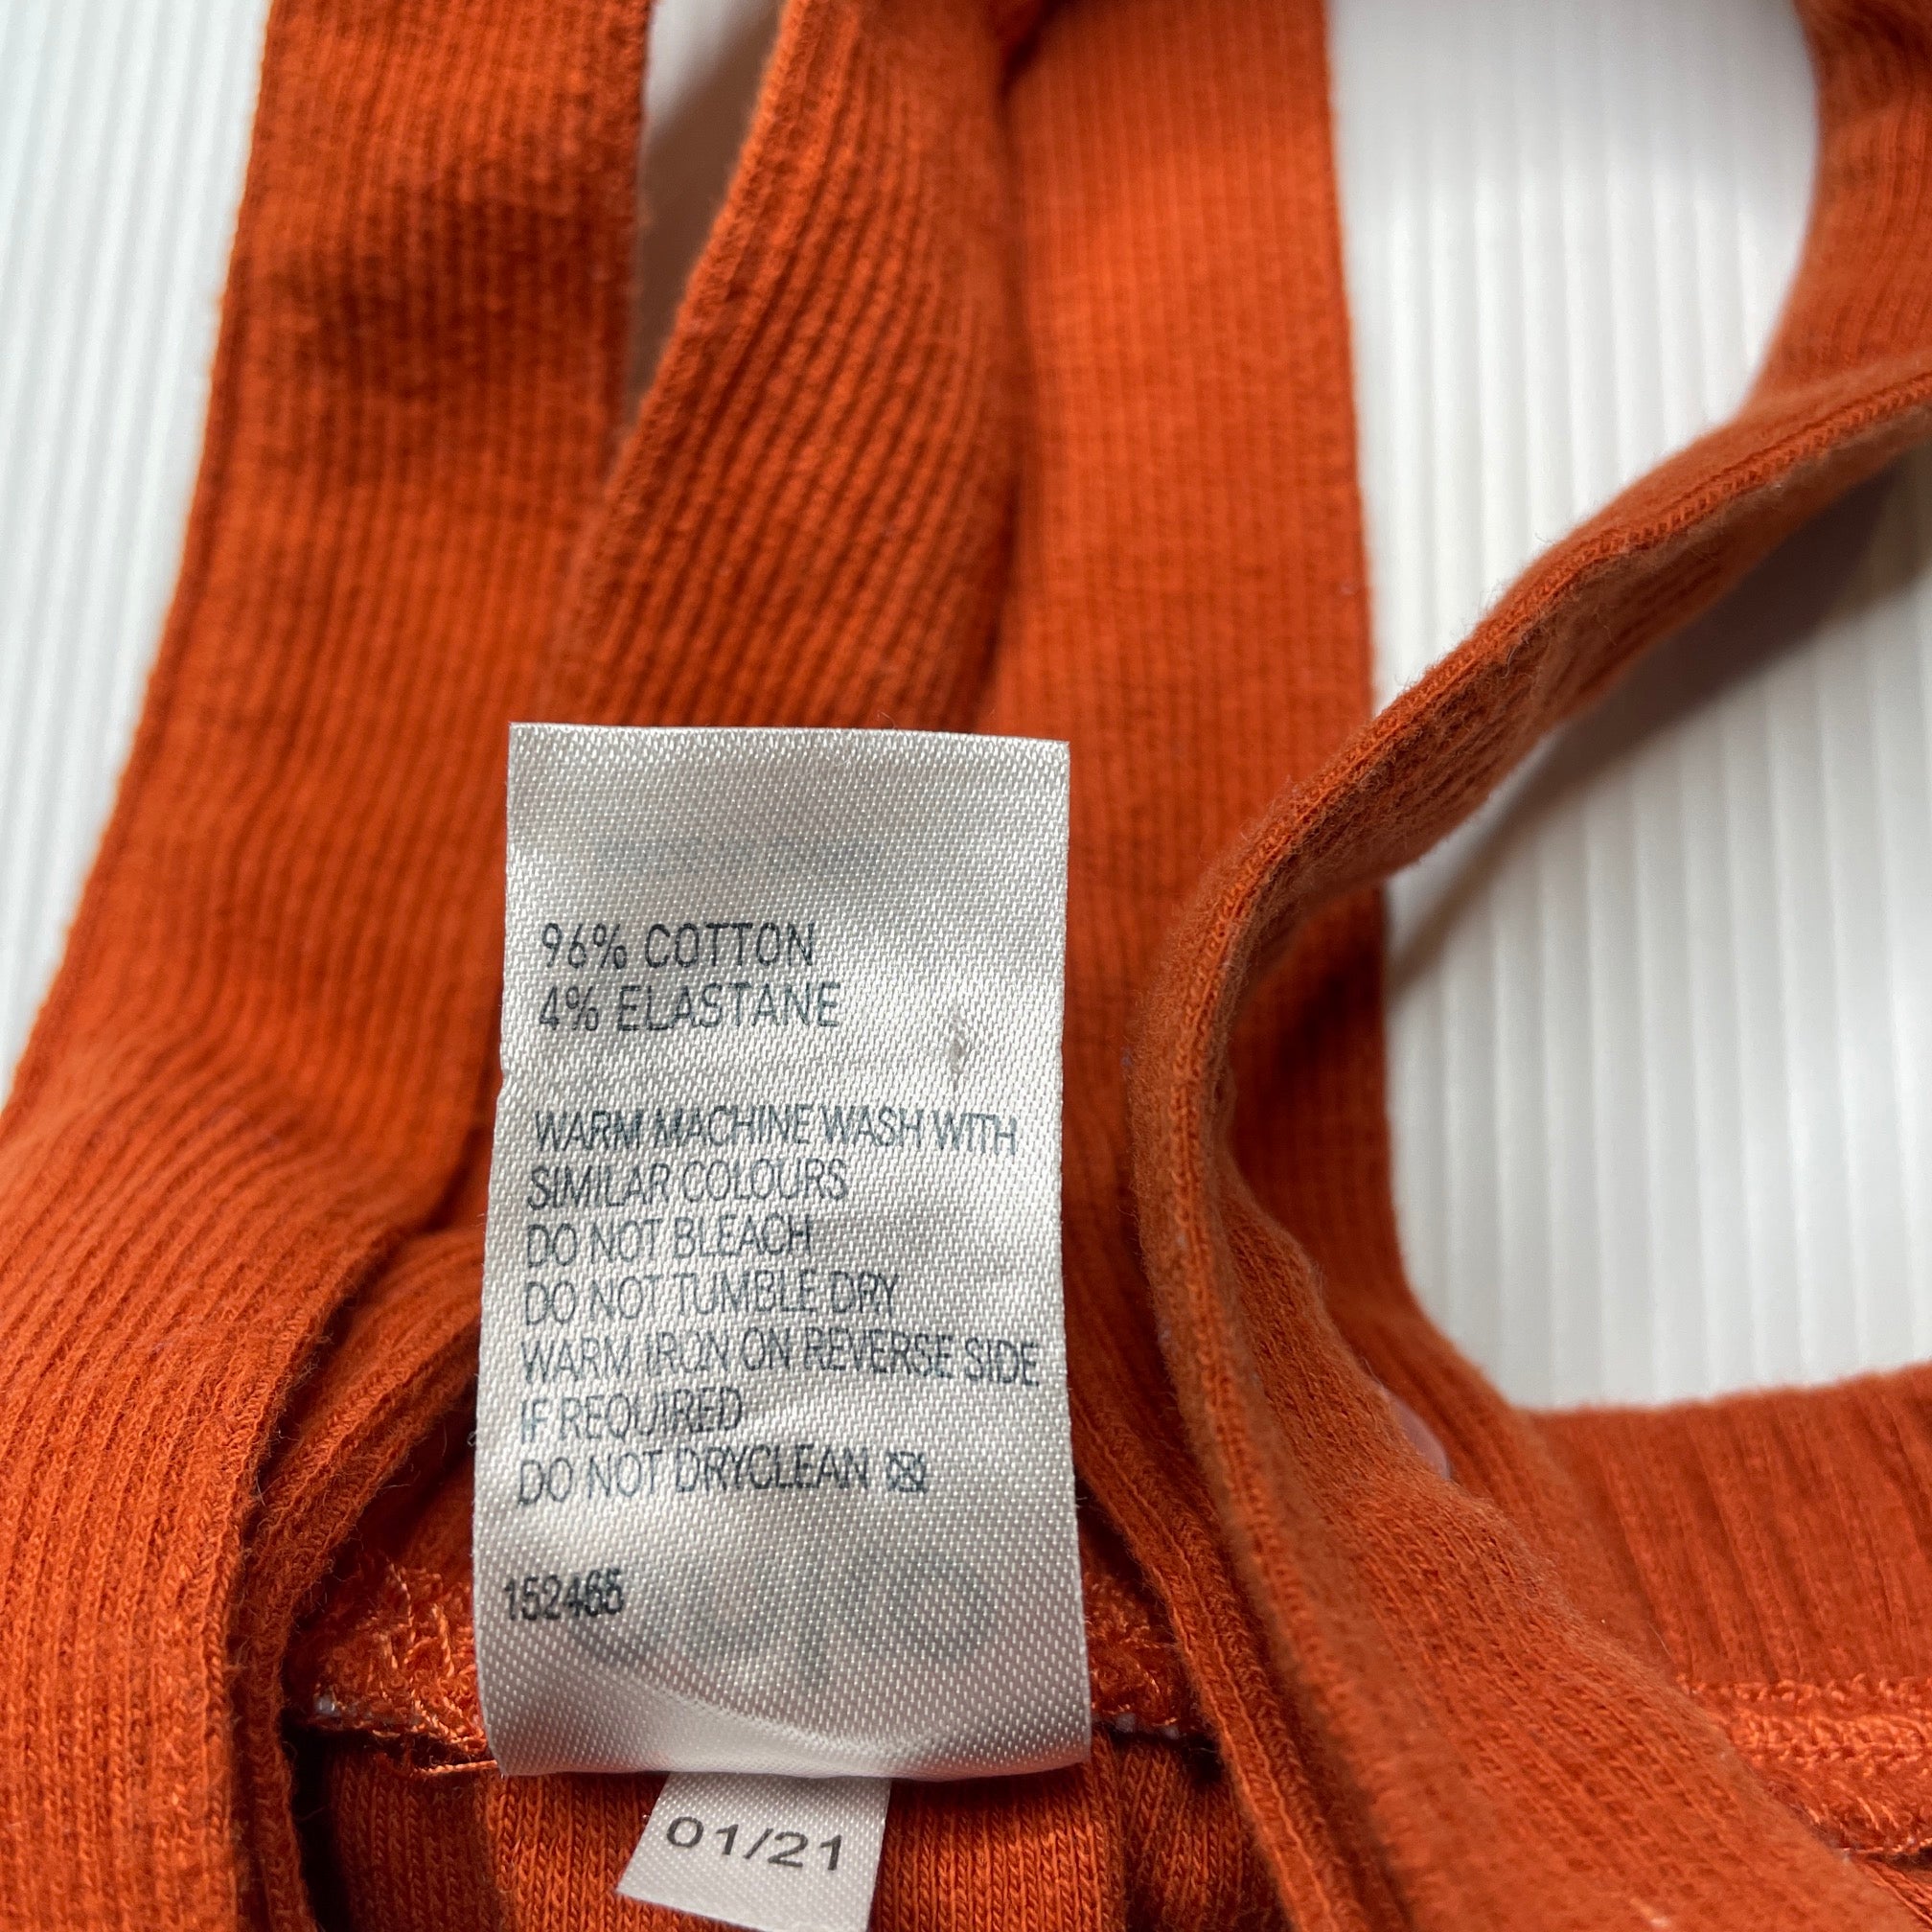 96% COTTON
4% ELASTANE
WARM MACHINE WASH WITH
SIMILAR COLOURS
DO NOT BLEACH
DO NOT TUMBLE DRY
WARM IRON ON REVERSE SIDE
IF REQUIRED
DO NOT DRYCLEAN
152465
01/21